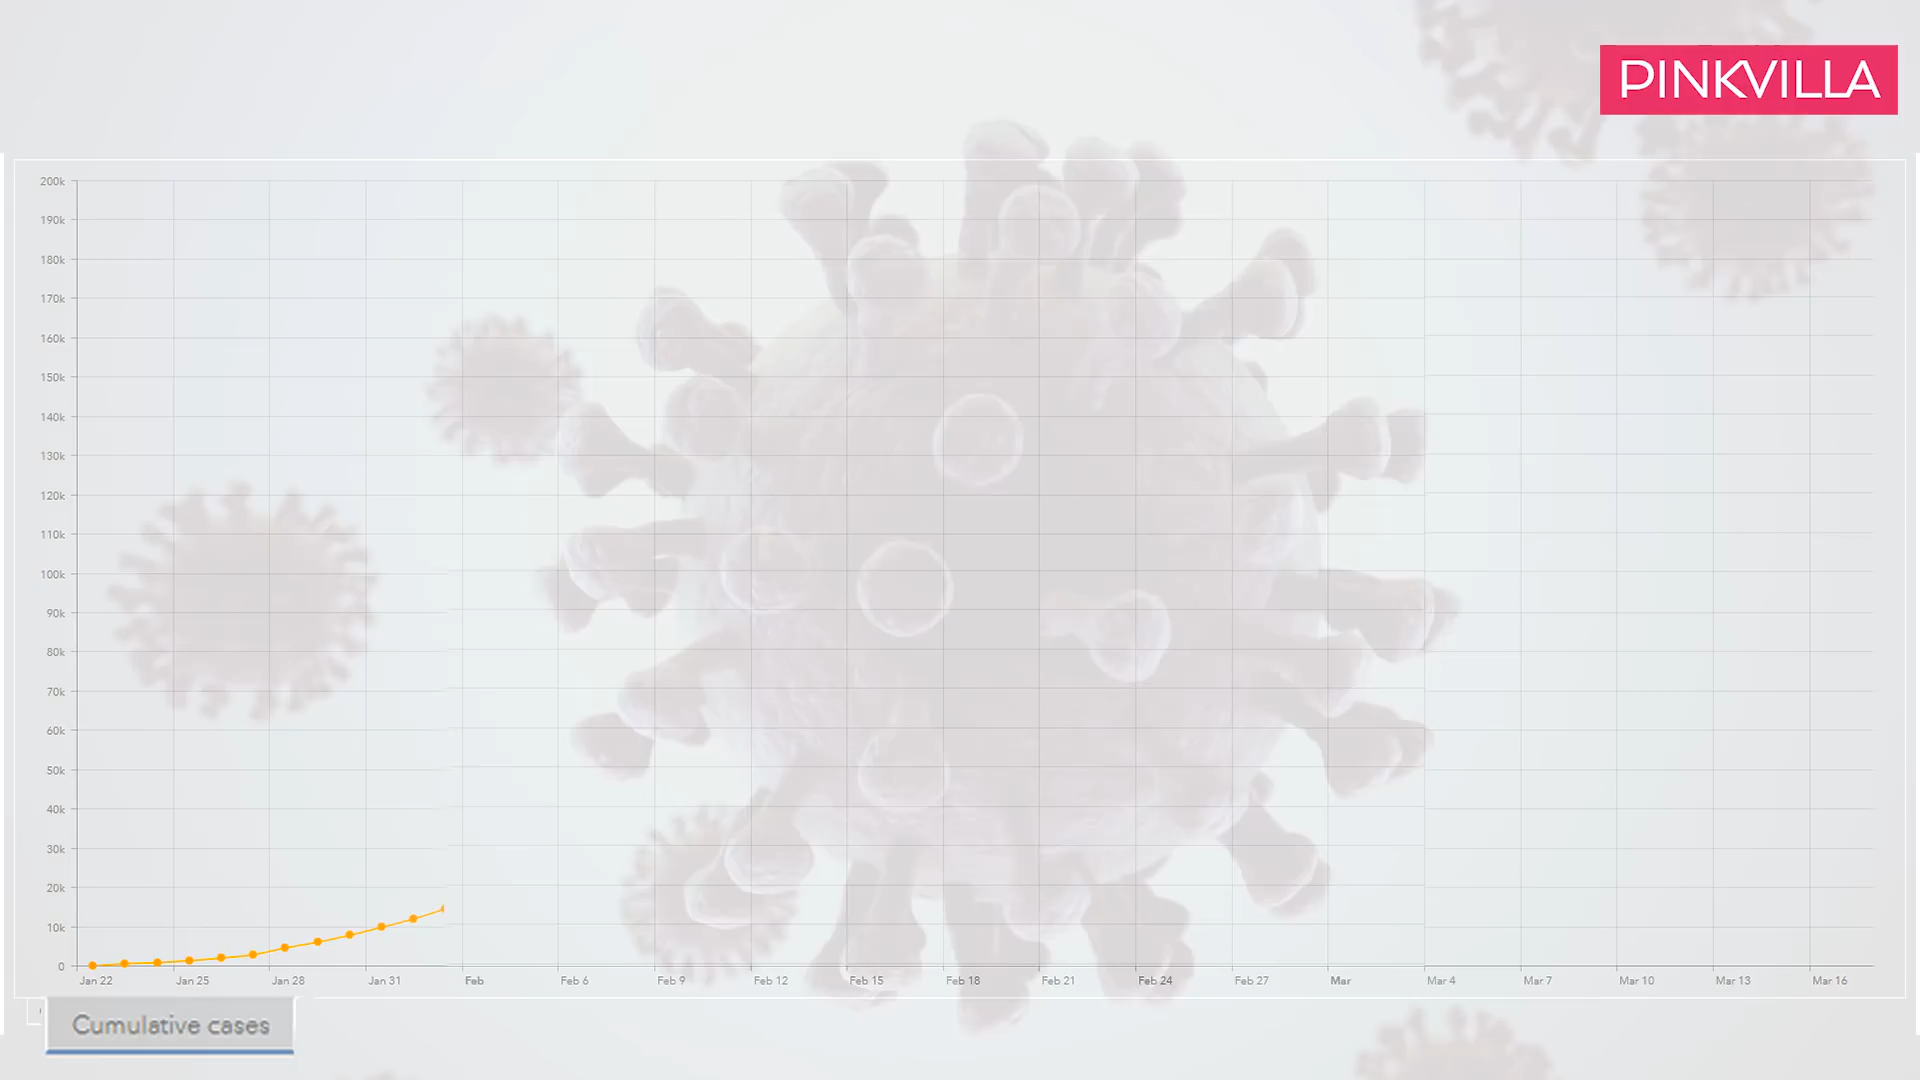 PINKVILLA
200k
190k
180k
170k
160k
150k
140k
130k
120k
110k
100k
90k
80k
70k
60k
50k
40k
30k
20k
10k
0
Jan 22 Jan 25 Jan 28 Jan 31 Feb Feb 6 Feb 9 Feb 12 Feb 15 Feb 18 Feb 21 Feb 24 Feb 27 Mar Mar 4 Mar 7 Mar 10 Mar 13 Mar 16
Cumulative cases